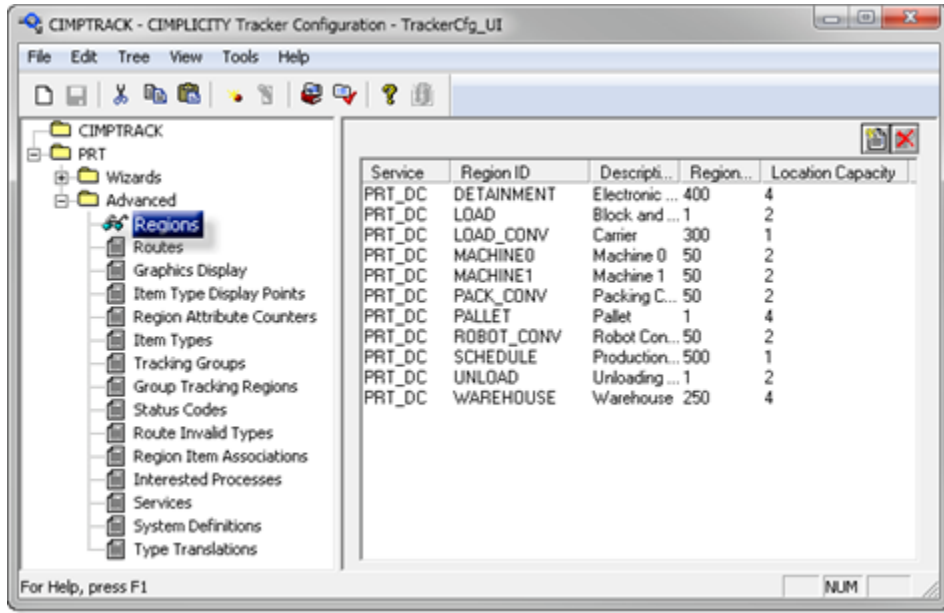 CIMPTRACK - CIMPLICITY Tracker Configuration - TrackerCfg_UI
File Edit Tree View Tools Help
CIMPTRACK
PRT
Wizards
Advanced
Regions
Routes
Graphics Display
Item Type Display Points
Region Attribute Counters
Item Types
Tracking Groups
Group Tracking Regions
Status Codes
Route Invalid Types
Region Item Associations
Interested Processes
Services
System Definitions
Type Translations
Service Region ID Descripti... Region... Location Capacity
PRT_DC DETAINMENT Electronic ... 400 4
PRT_DC LOAD Block and ... 1 2
PRT_DC LOAD_CONV Carrier 300 1
PRT_DC MACHINE0 Machine 0 50 2
PRT_DC MACHINE1 Machine 1 50 2
PRT_DC PACK_CONV Packing C... 50 2
PRT_DC PALLET Pallet 1 4
PRT_DC ROBOT_CONV Robot Con... 50 2
PRT_DC SCHEDULE Production... 500 1
PRT_DC UNLOAD Unloading ... 1 2
PRT_DC WAREHOUSE Warehouse 250 4
For Help, press F1
NUM